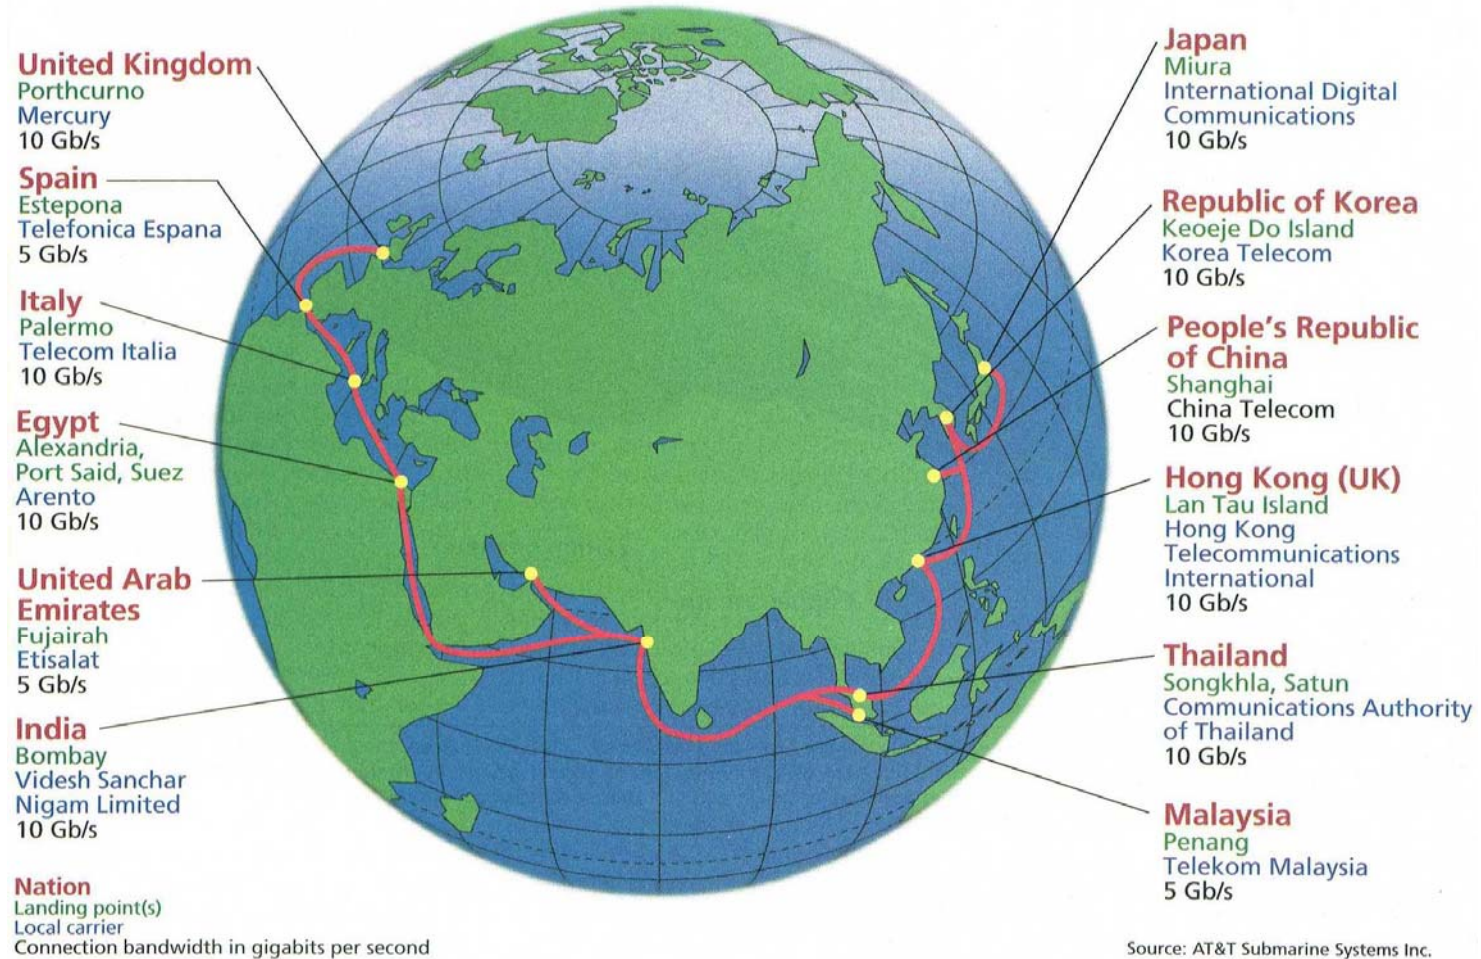 United Kingdom
Porthcurno
Mercury
10 Gb/s
Spain
Estepona
Telefonica Espana
5 Gb/s
Italy
Palermo
Telecom Italia
10 Gb/s
Egypt
Alexandria,
Port Said, Suez
Arento
10 Gb/s
United Arab
Emirates
Fujairah
Etisalat
5 Gb/s
India
Bombay
Videsh Sanchar
Nigam Limited
10 Gb/s
Nation
Landing point(s)
Local carrier
Connection bandwidth in gigabits per second
Japan
Miura
International Digital
Communications
10 Gb/s
Republic of Korea
Keoeje Do Island
Korea Telecom
10 Gb/s
People's Republic
of China
Shanghai
China Telecom
10 Gb/s
Hong Kong (UK)
Lan Tau Island
Hong Kong
Telecommunications
International
10 Gb/s
Thailand
Songkhla, Satun
Communications Authority
of Thailand
10 Gb/s
Malaysia
Penang
Telekom Malaysia
5 Gb/s
Source: AT&T Submarine Systems Inc.